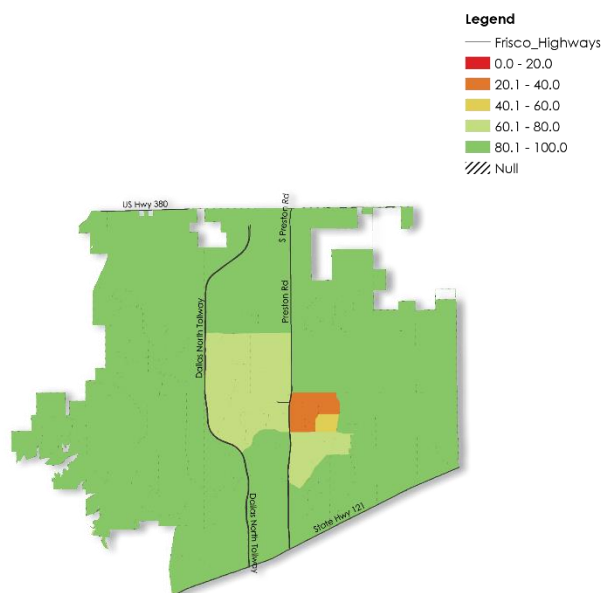 Legend
Frisco_Highways
0.0 - 20.0
20.1 - 40.0
40.1 - 60.0
60.1 - 80.0
80.1 - 100.0
Null
US Hwy 380
S Preston Rd
Preston Rd
Dallas North Tollway
State Hwy 121
Dallas North Tollway